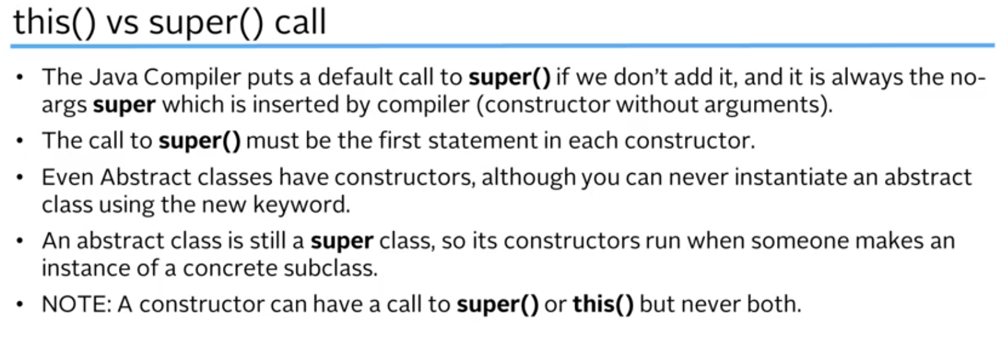 this() vs super() call
• The Java Compiler puts a default call to super() if we don’t add it, and it is always the no-
args super which is inserted by compiler (constructor without arguments).
• The call to super() must be the first statement in each constructor.
• Even Abstract classes have constructors, although you can never instantiate an abstract
class using the new keyword.
• An abstract class is still a super class, so its constructors run when someone makes an
instance of a concrete subclass.
• NOTE: A constructor can have a call to super() or this() but never both.